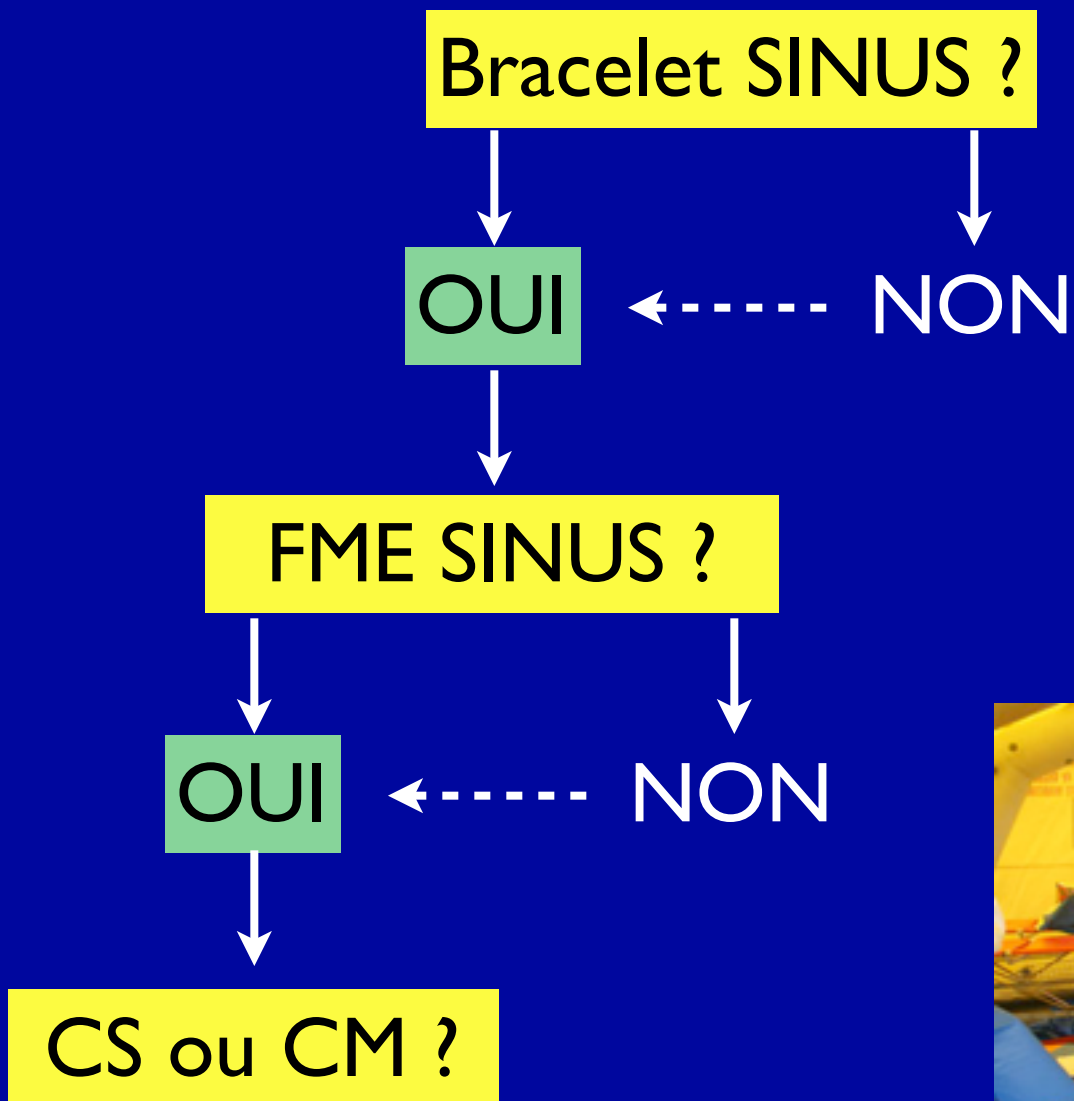 Bracelet SINUS ?
OUI
NON
FME SINUS ?
OUI
NON
CS ou CM ?